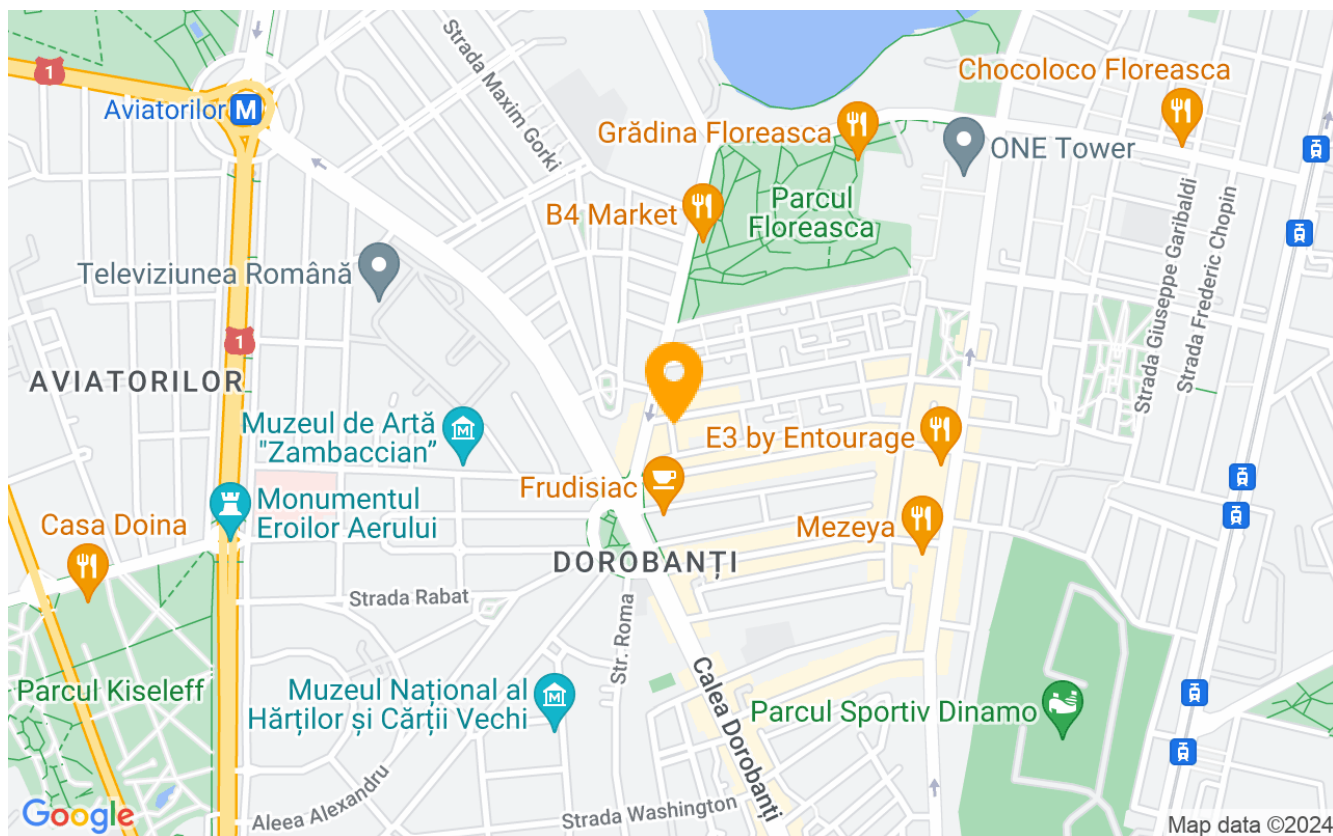 Strada Maxim Gorki
Chocoloco Floreasca
1
Aviatorilor
M
Grădina Floreasca
ONE Tower
Parcul
Floreasca
B4 Market
Strada Giuseppe Garibaldi
Strada Frederic Chopin
Televiziunea Română
1
AVIATORILOR
Muzeul de Artă
"Zambaccian”
E3 by Entourage
Frudisiac
Monumentul
Eroilor Aerului
Casa Doina
Mezeya
DOROBANȚI
Strada Rabat
Str. Roma
Parcul Kiseleff
Muzeul Național al
Hărților și Cărții Vechi
M
Calea Dorobanți
Parcul Sportiv Dinamo
Aleea Alexandru
Strada Washington
Google
Map data ©2024